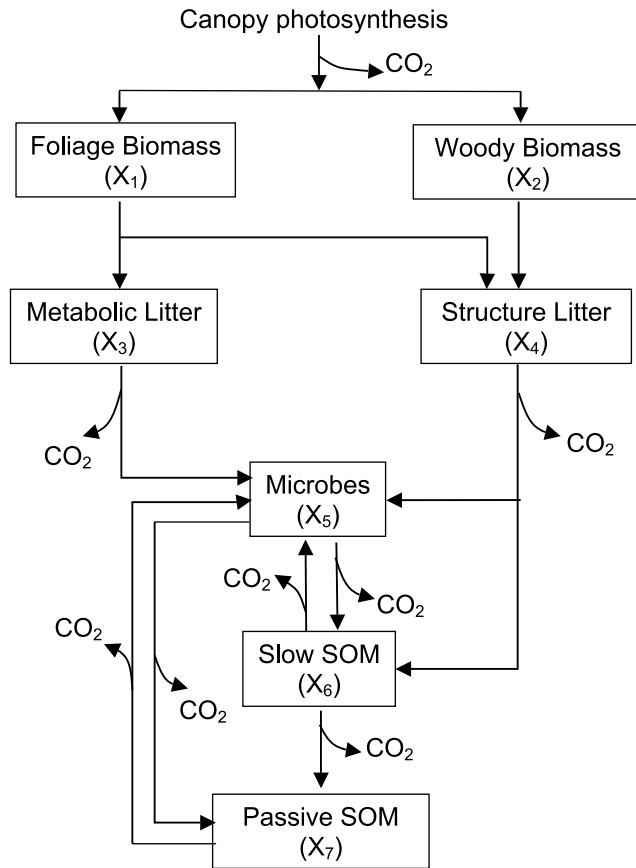 Canopy photosynthesis
CO₂
Foliage Biomass
(X₁)
Woody Biomass
(X₂)
Metabolic Litter
(X₃)
Structure Litter
(X₄)
CO₂
CO₂
Microbes
(X₅)
CO₂
CO₂
CO₂
Slow SOM
(X₆)
CO₂
CO₂
Passive SOM
(X₇)